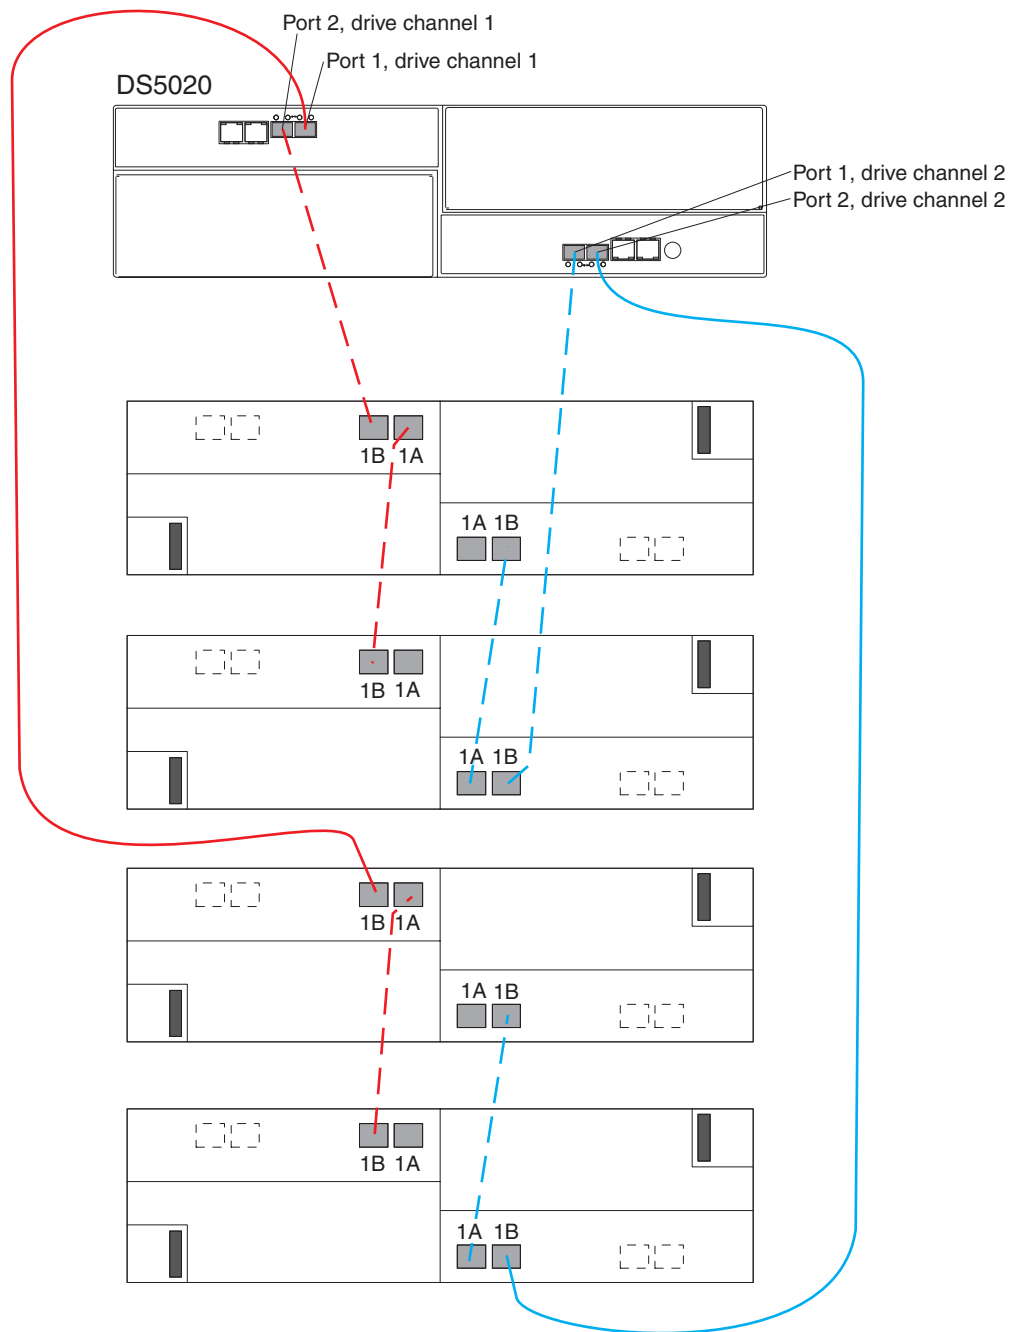 Port 2, drive channel 1
Port 1, drive channel 1
DS5020
Port 1, drive channel 2
Port 2, drive channel 2
1B 1A
1A 1B
1B 1A
1A 1B
1B 1A
1A 1B
1B 1A
1A 1B